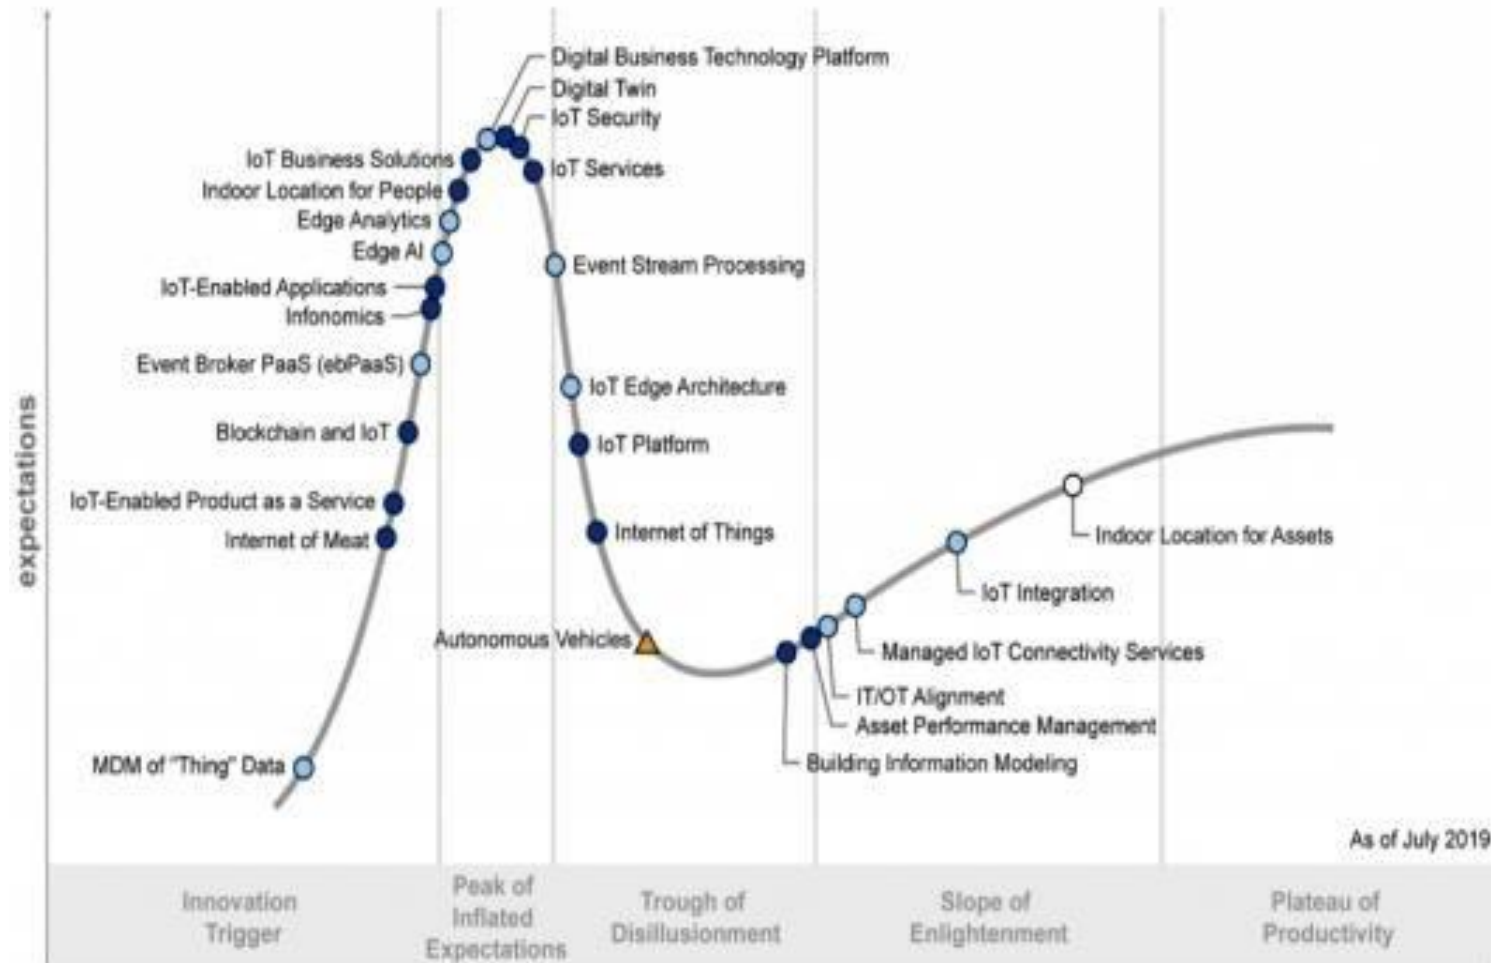 Digital Business Technology Platform
Digital Twin
IoT Security
IoT Business Solutions
IoT Services
Indoor Location for People
Edge Analytics
Edge AI
Event Stream Processing
IoT-Enabled Applications
Infonomics
Event Broker PaaS (ebPaaS)
IoT Edge Architecture
Blockchain and IoT
IoT Platform
IoT-Enabled Product as a Service
Internet of Meat
Internet of Things
Indoor Location for Assets
IoT Integration
Autonomous Vehicles
Managed IoT Connectivity Services
IT/OT Alignment
Asset Performance Management
Building Information Modeling
MDM of "Thing" Data
expectations
As of July 2019
Innovation
Trigger
Peak of
Inflated
Expectations
Trough of
Disillusionment
Slope of
Enlightenment
Plateau of
Productivity